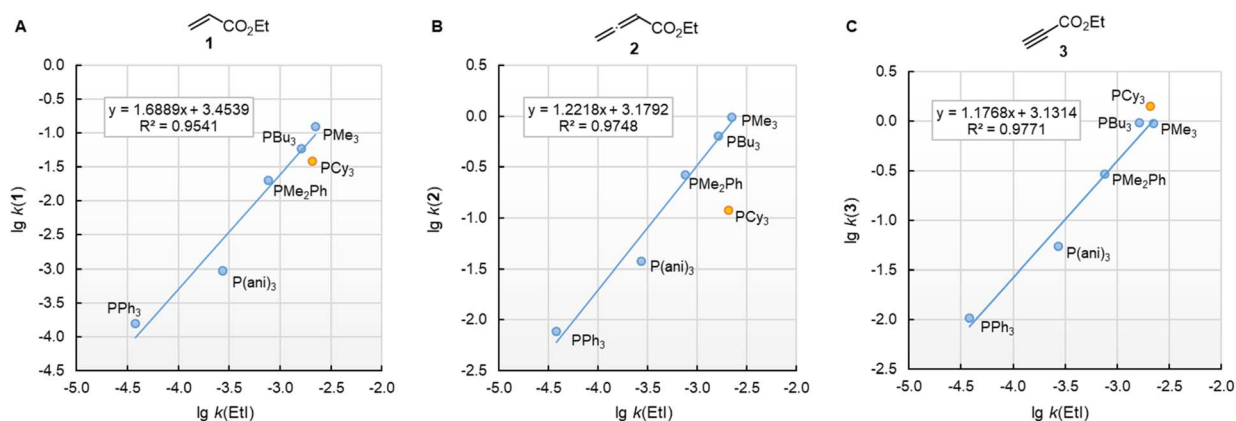 A
CO₂Et
1
y = 1.6889x + 3.4539
R² = 0.9541
lg k(1)
0.0
-0.5
-1.0
-1.5
-2.0
-2.5
-3.0
-3.5
-4.0
-4.5
PBu₃
PMe₃
PCy₃
PMe₂Ph
P(ani)₃
PPh₃
-5.0 -4.5 -4.0 -3.5 -3.0 -2.5 -2.0
lg k(EtI)
B
CO₂Et
2
y = 1.2218x + 3.1792
R² = 0.9748
lg k(2)
0.5
0.0
-0.5
-1.0
-1.5
-2.0
-2.5
PMe₃
PBu₃
PMe₂Ph
PCy₃
P(ani)₃
PPh₃
-5.0 -4.5 -4.0 -3.5 -3.0 -2.5 -2.0
lg k(EtI)
C
CO₂Et
3
y = 1.1768x + 3.1314
R² = 0.9771
lg k(3)
0.5
0.0
-0.5
-1.0
-1.5
-2.0
-2.5
PCy₃
PBu₃
PMe₃
PMe₂Ph
P(ani)₃
PPh₃
-5.0 -4.5 -4.0 -3.5 -3.0 -2.5 -2.0
lg k(EtI)